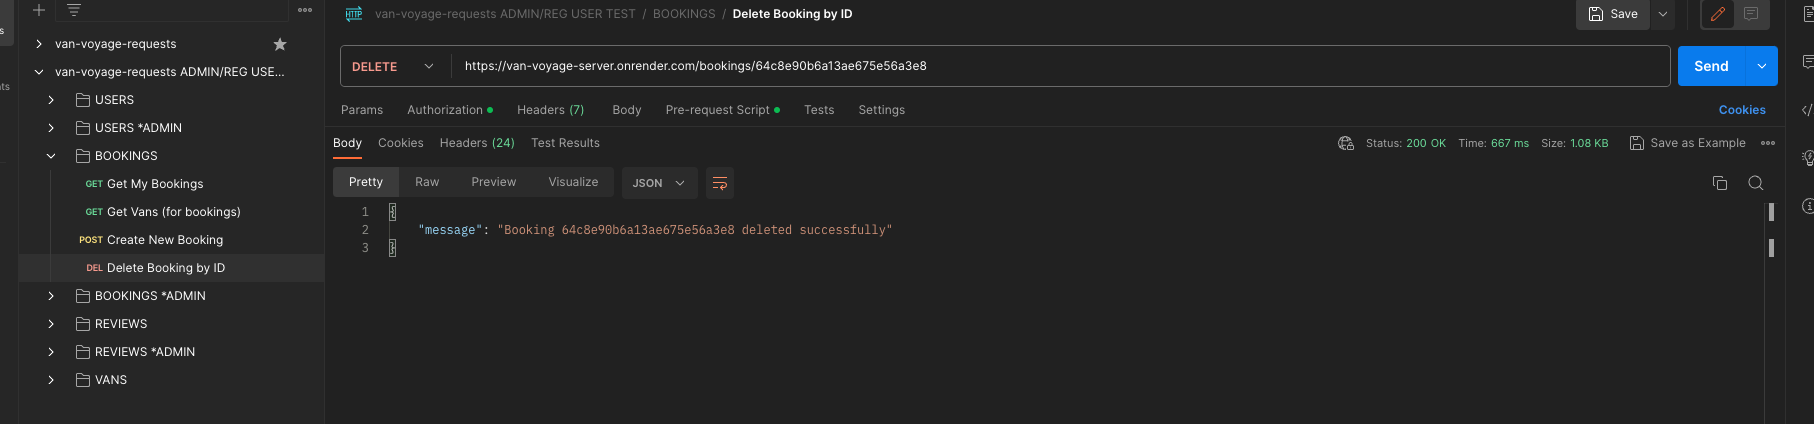 van-voyage-requests ADMIN/REG USER TEST / BOOKINGS / Delete Booking by ID
Save
van-voyage-requests
van-voyage-requests ADMIN/REG USE...
USERS
USERS *ADMIN
BOOKINGS
GET Get My Bookings
GET Get Vans (for bookings)
POST Create New Booking
DEL Delete Booking by ID
BOOKINGS *ADMIN
REVIEWS
REVIEWS *ADMIN
VANS
HTTP
DELETE
https://van-voyage-server.onrender.com/bookings/64c8e90b6a13ae675e56a3e8
Send
Params Authorization Headers (7) Body Pre-request Script Tests Settings Cookies
Body Cookies Headers (24) Test Results
Status: 200 OK Time: 667 ms Size: 1.08 KB Save as Example
Pretty Raw Preview Visualize JSON
1 {
2 "message": "Booking 64c8e90b6a13ae675e56a3e8 deleted successfully"
3 }